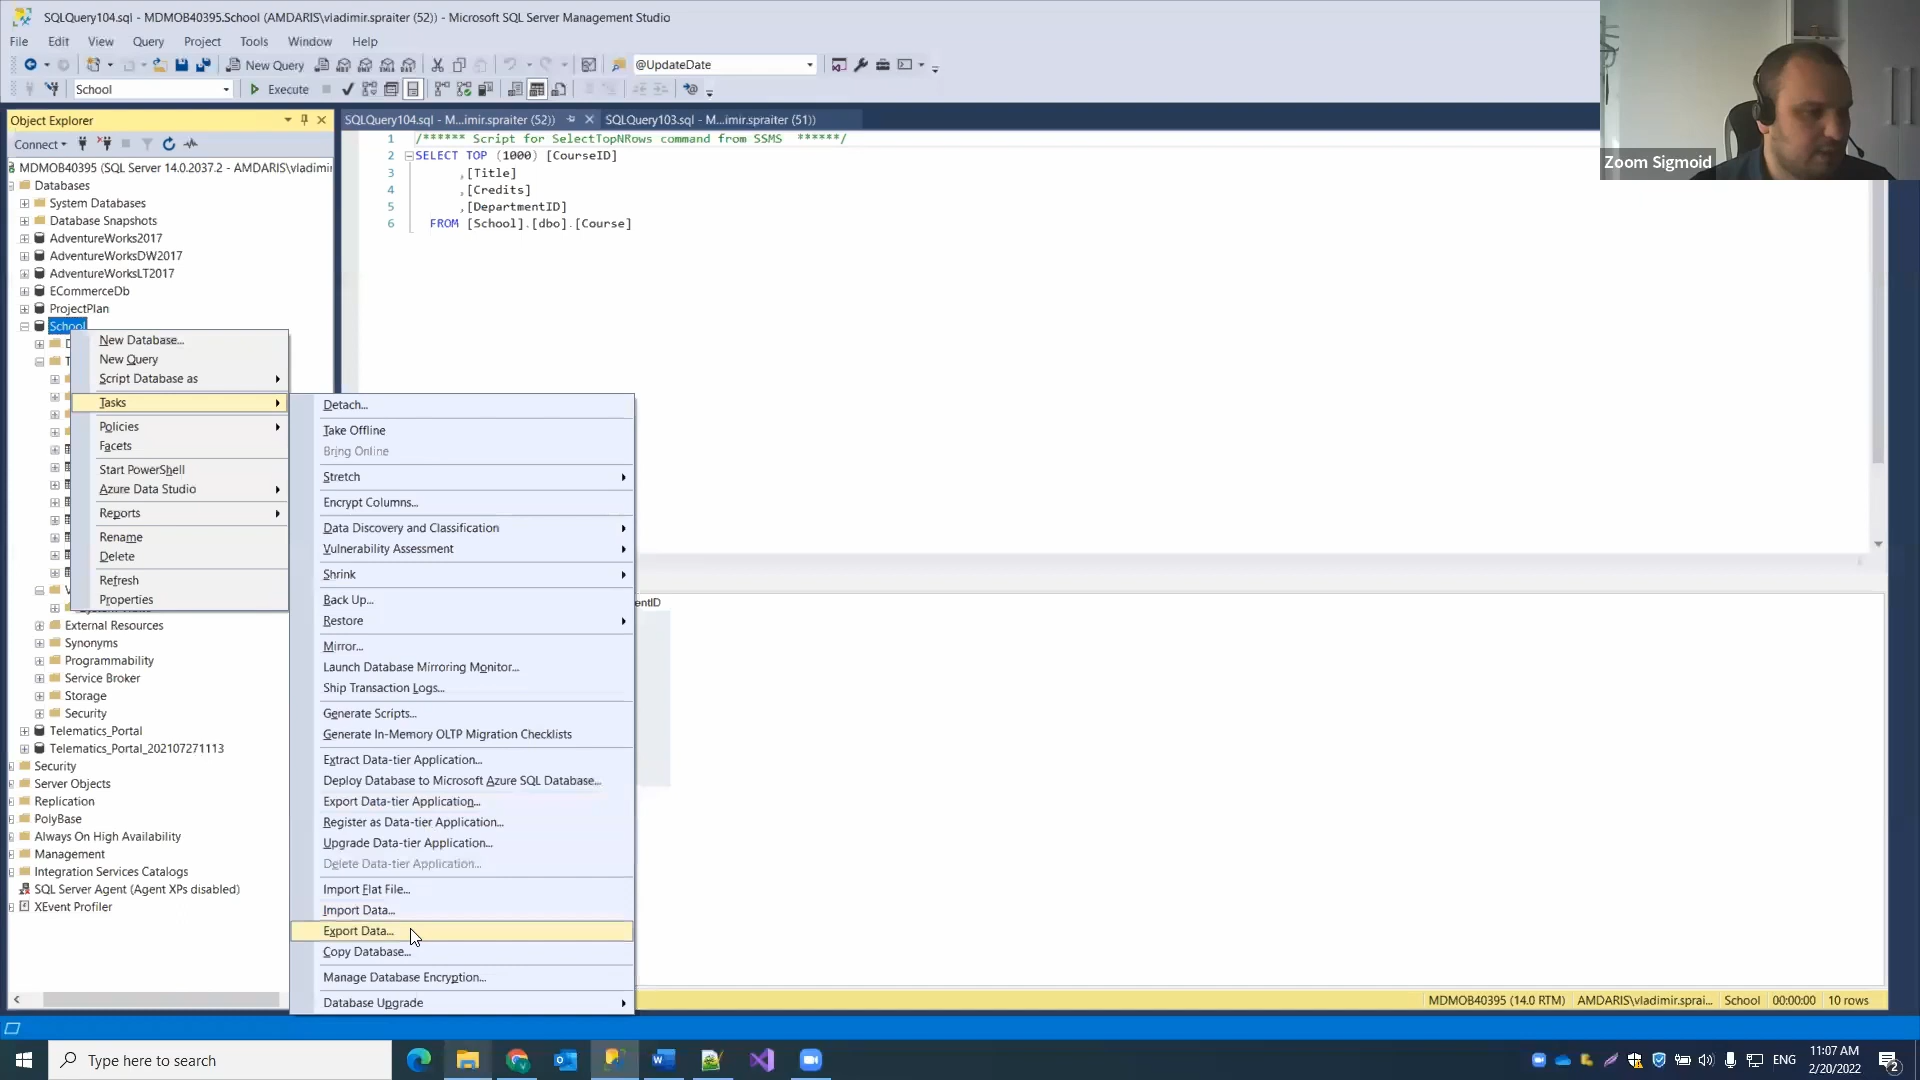 SQLQuery104.sql - MDMOB40395.School (AMDARIS\vladimir.spraiter (52)) - Microsoft SQL Server Management Studio
File Edit View Query Project Tools Window Help
New Query @UpdateDate
School Execute
Object Explorer
SQLQuery104.sql - M...imir.spraiter (52)) SQLQuery103.sql - M...imir.spraiter (51))
Connect
MDMOB40395 (SQL Server 14.0.2037.2 - AMDARIS\vladimir
Databases
System Databases
Database Snapshots
AdventureWorks2017
AdventureWorksDW2017
AdventureWorksLT2017
ECommerceDb
ProjectPlan
School
External Resources
Synonyms
Programmability
Service Broker
Storage
Security
Telematics_Portal
Telematics_Portal_202107271113
Security
Server Objects
Replication
PolyBase
Always On High Availability
Management
Integration Services Catalogs
SQL Server Agent (Agent XPs disabled)
XEvent Profiler
New Database...
New Query
Script Database as
Tasks
Policies
Facets
Start PowerShell
Azure Data Studio
Reports
Rename
Delete
Refresh
Properties
Detach...
Take Offline
Bring Online
Stretch
Encrypt Columns...
Data Discovery and Classification
Vulnerability Assessment
Shrink
Back Up...
Restore
Mirror...
Launch Database Mirroring Monitor...
Ship Transaction Logs...
Generate Scripts...
Generate In-Memory OLTP Migration Checklists
Extract Data-tier Application...
Deploy Database to Microsoft Azure SQL Database...
Export Data-tier Application...
Register as Data-tier Application...
Upgrade Data-tier Application...
Delete Data-tier Application...
Import Flat File...
Import Data...
Export Data...
Copy Database...
Manage Database Encryption...
Database Upgrade
1 /****** Script for SelectTopNRows command from SSMS ******/
2 SELECT TOP (1000) [CourseID]
3 ,[Title]
4 ,[Credits]
5 ,[DepartmentID]
6 FROM [School].[dbo].[Course]
entID
Zoom Sigmoid
MDMOB40395 (14.0 RTM) AMDARIS\vladimir.sprai... School 00:00:00 10 rows
Type here to search
ENG
11:07 AM
2/20/2022
2